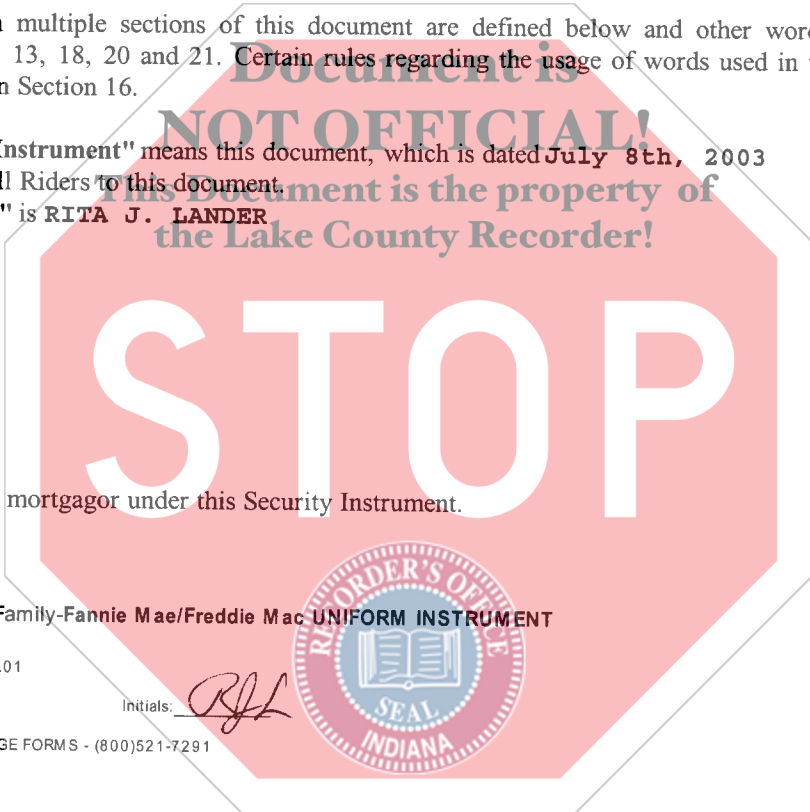 multiple sections of this document are defined below and other word
13, 18, 20 and 21. Certain rules regarding the usage of words used in
Section 16.
Document is
NOT OFFICIAL!
This Document is the property of
the Lake County Recorder!
Instrument" means this document, which is dated July 8th, 2003
ll Riders to this document.
" is RITA J. LANDER
STOP
mortgagor under this Security Instrument.
Family-Fannie Mae/Freddie Mac UNIFORM INSTRUMENT
.01
Initials: RJL
GE FORMS - (800)521-7291
RECORDER'S OFFICE
SEAL
INDIANA